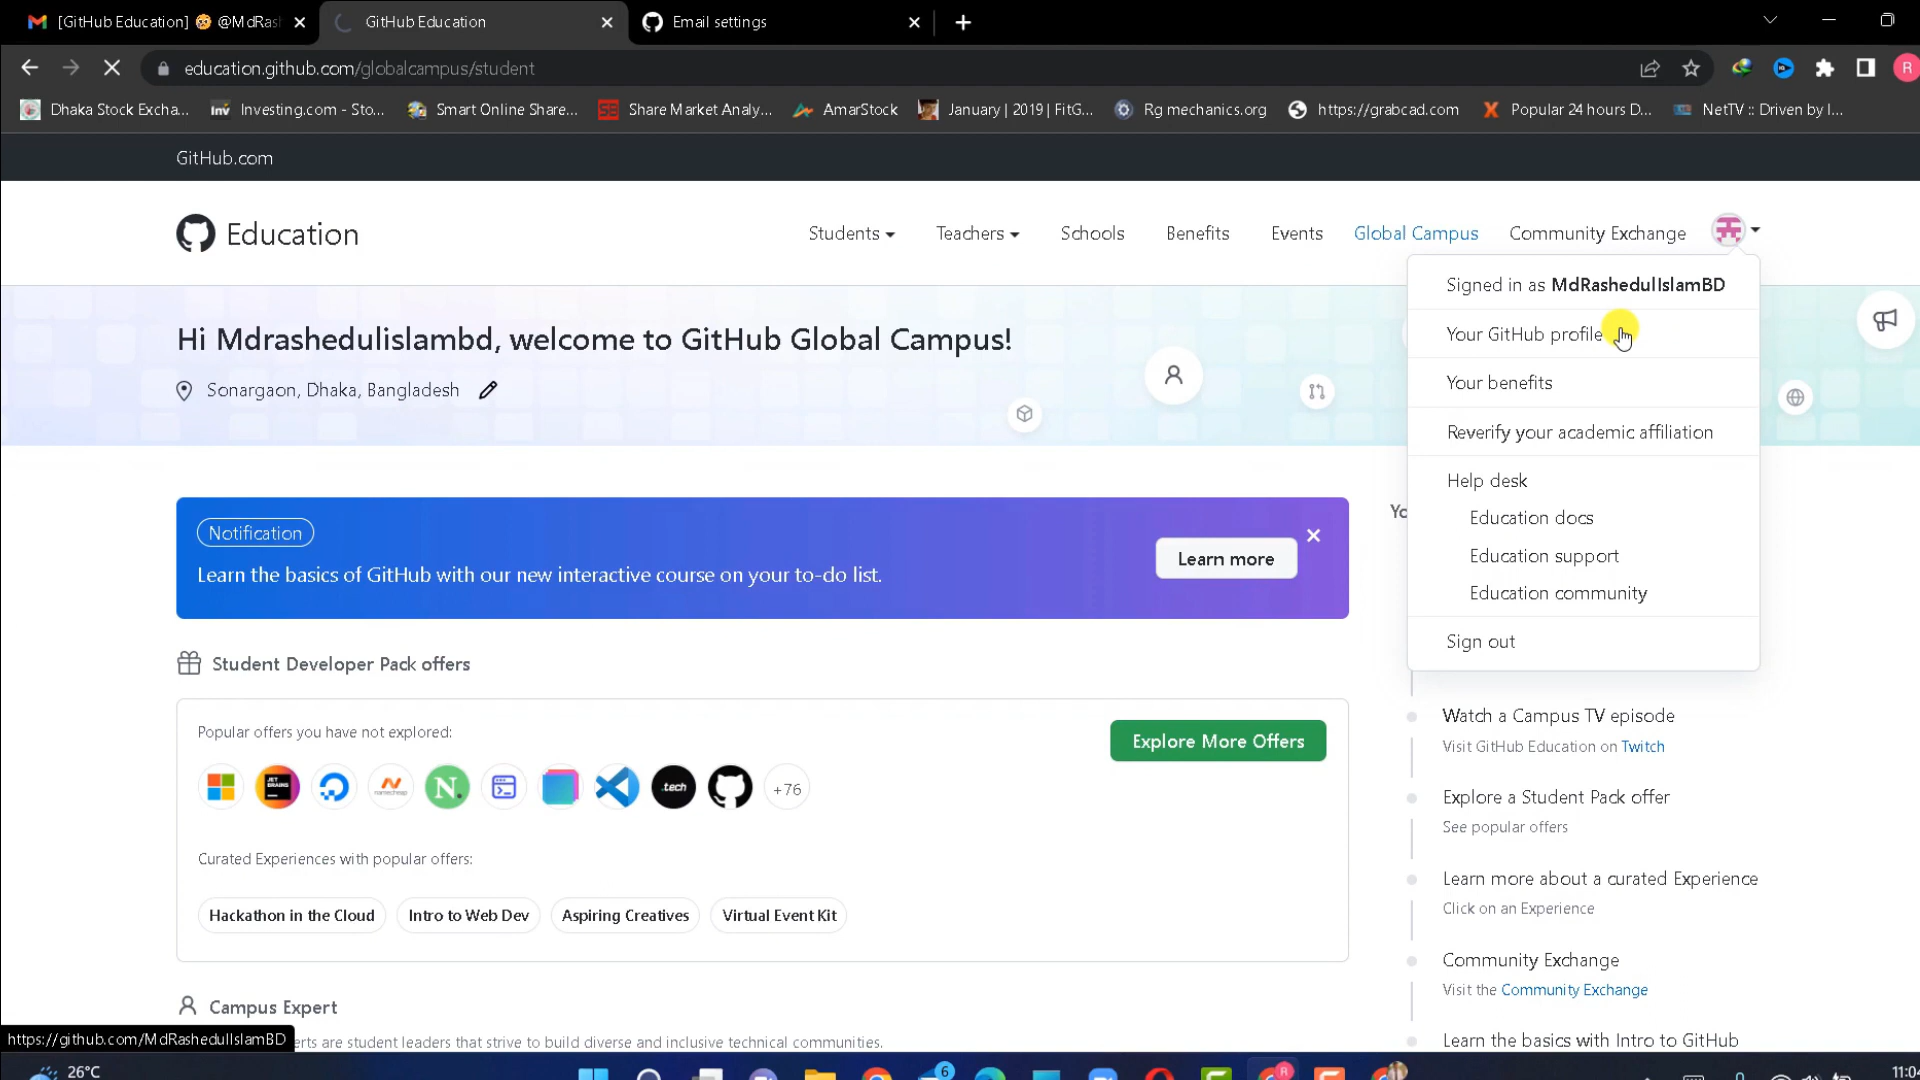 [GitHub Education] 🤯 @MdRash
GitHub Education
Email settings
education.github.com/globalcampus/student
R
Dhaka Stock Excha...
Inv Investing.com - Sto...
Smart Online Share...
Share Market Analy...
AmarStock
January | 2019 | FitG...
Rg mechanics.org
https://grabcad.com
Popular 24 hours D...
NetTV :: Driven by I...
GitHub.com
Education
Students
Teachers
Schools
Benefits
Events
Global Campus
Community Exchange
Signed in as MdRashedulIslamBD
Your GitHub profile
Your benefits
Reverify your academic affiliation
Help desk
Education docs
Education support
Education community
Sign out
Hi Mdrashedulislambd, welcome to GitHub Global Campus!
Sonargaon, Dhaka, Bangladesh
Notification
Learn the basics of GitHub with our new interactive course on your to-do list.
Learn more
Yo
Student Developer Pack offers
Popular offers you have not explored:
Explore More Offers
JET BRAINS
namecheap
N.
.tech
+76
Curated Experiences with popular offers:
Hackathon in the Cloud
Intro to Web Dev
Aspiring Creatives
Virtual Event Kit
Watch a Campus TV episode
Visit GitHub Education on Twitch
Explore a Student Pack offer
See popular offers
Learn more about a curated Experience
Click on an Experience
Community Exchange
Visit the Community Exchange
Learn the basics with Intro to GitHub
Campus Expert
erts are student leaders that strive to build diverse and inclusive technical communities.
https://github.com/MdRashedulIslamBD
26°C
6
R
11:04